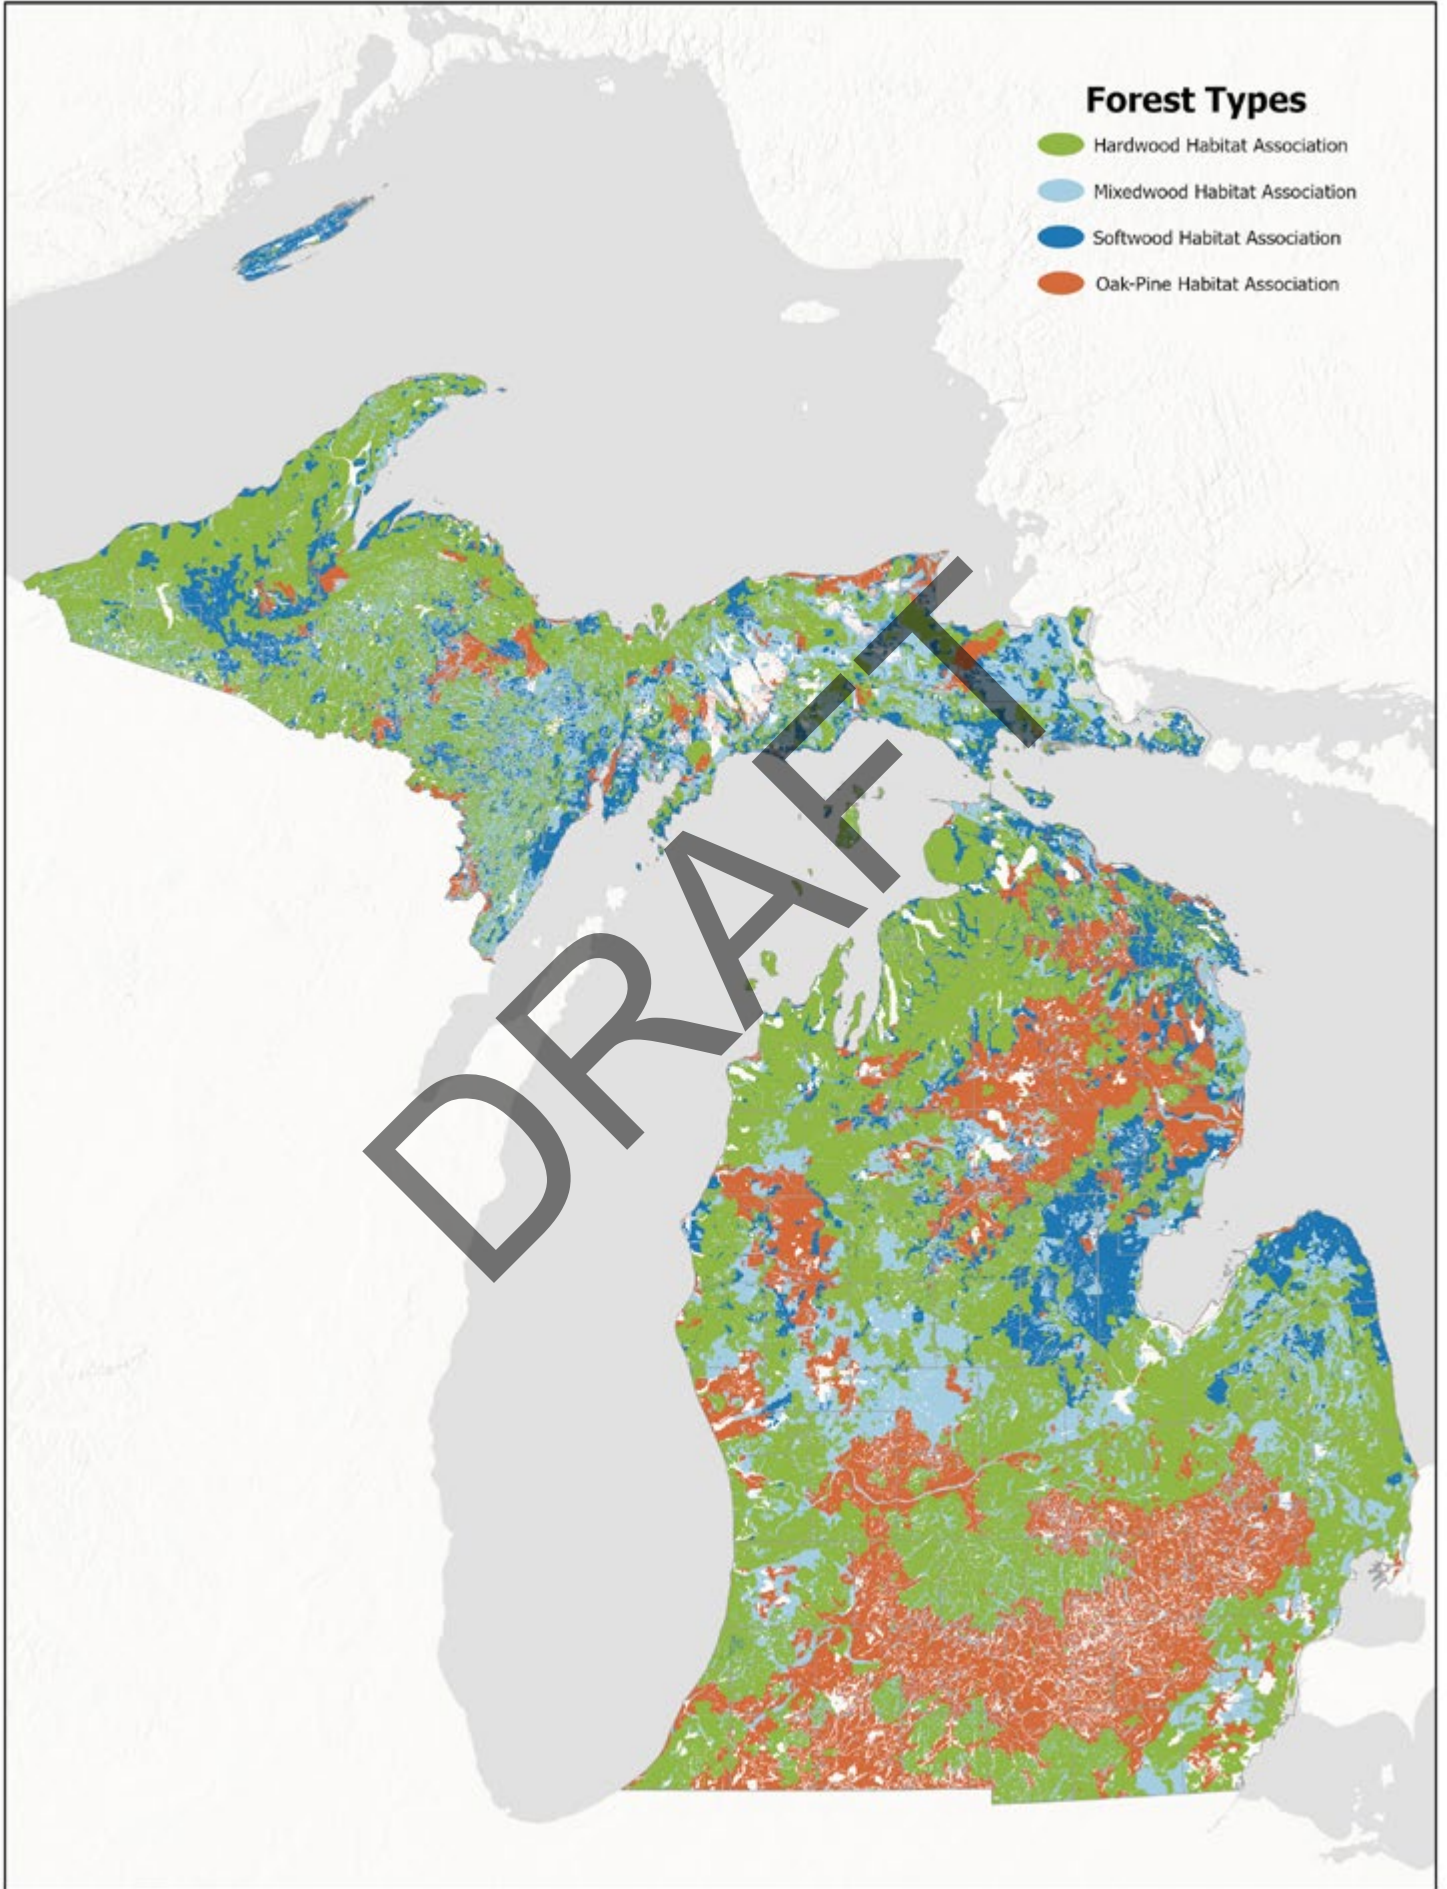 Forest Types
Hardwood Habitat Association
Mixedwood Habitat Association
Softwood Habitat Association
Oak-Pine Habitat Association
DRAFT